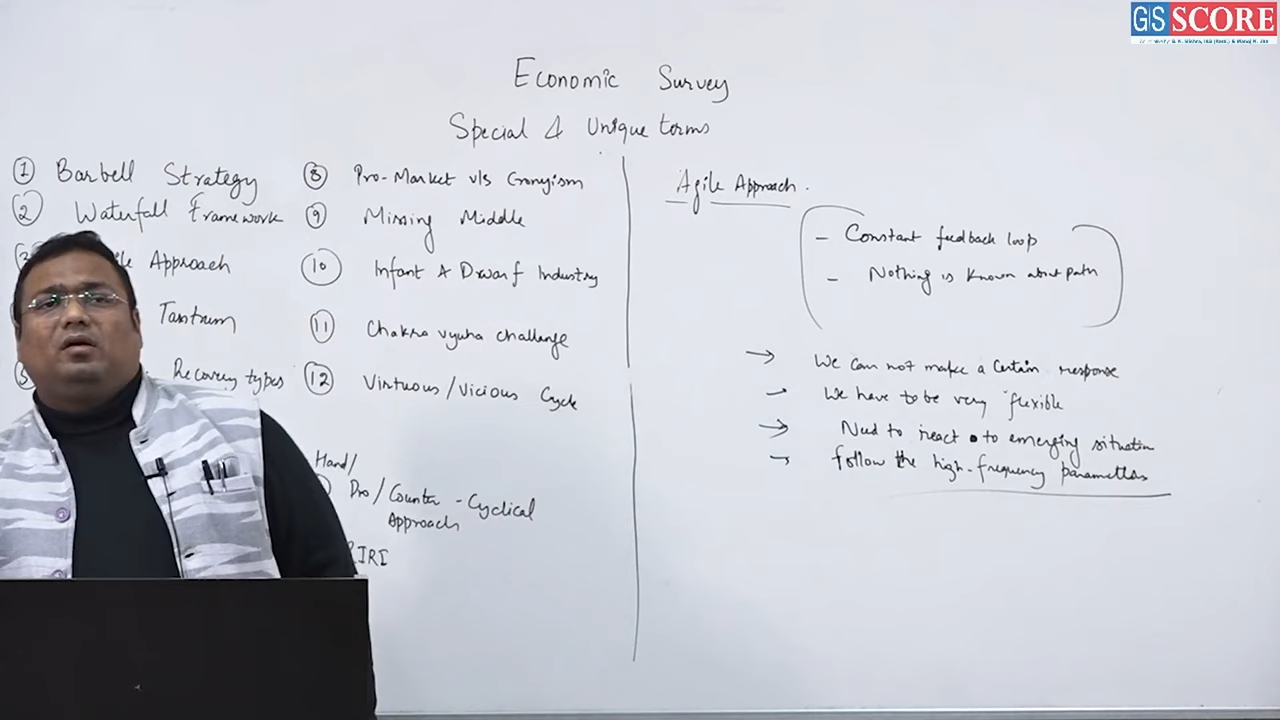 GS SCORE
Economic Survey
Special & Unique terms
① Barbell Strategy
② Waterfall Framework
Approach
Tantrum
Recovery types
Hand/
Pro/Counter - Cyclical
Approach
IRI
⑧ Pro-Market v/s Cronyism
⑨ Missing Middle
⑩ Infant & Dwarf Industry
⑪ Chakra vyuha challenge
⑫ Virtuous/Vicious Cycle
Agile Approach.
- Constant feedback loop
- Nothing is known about path
→ We can not make a certain response
→ We have to be very flexible
→ Need to react to emerging situation
→ follow the high-frequency parameters